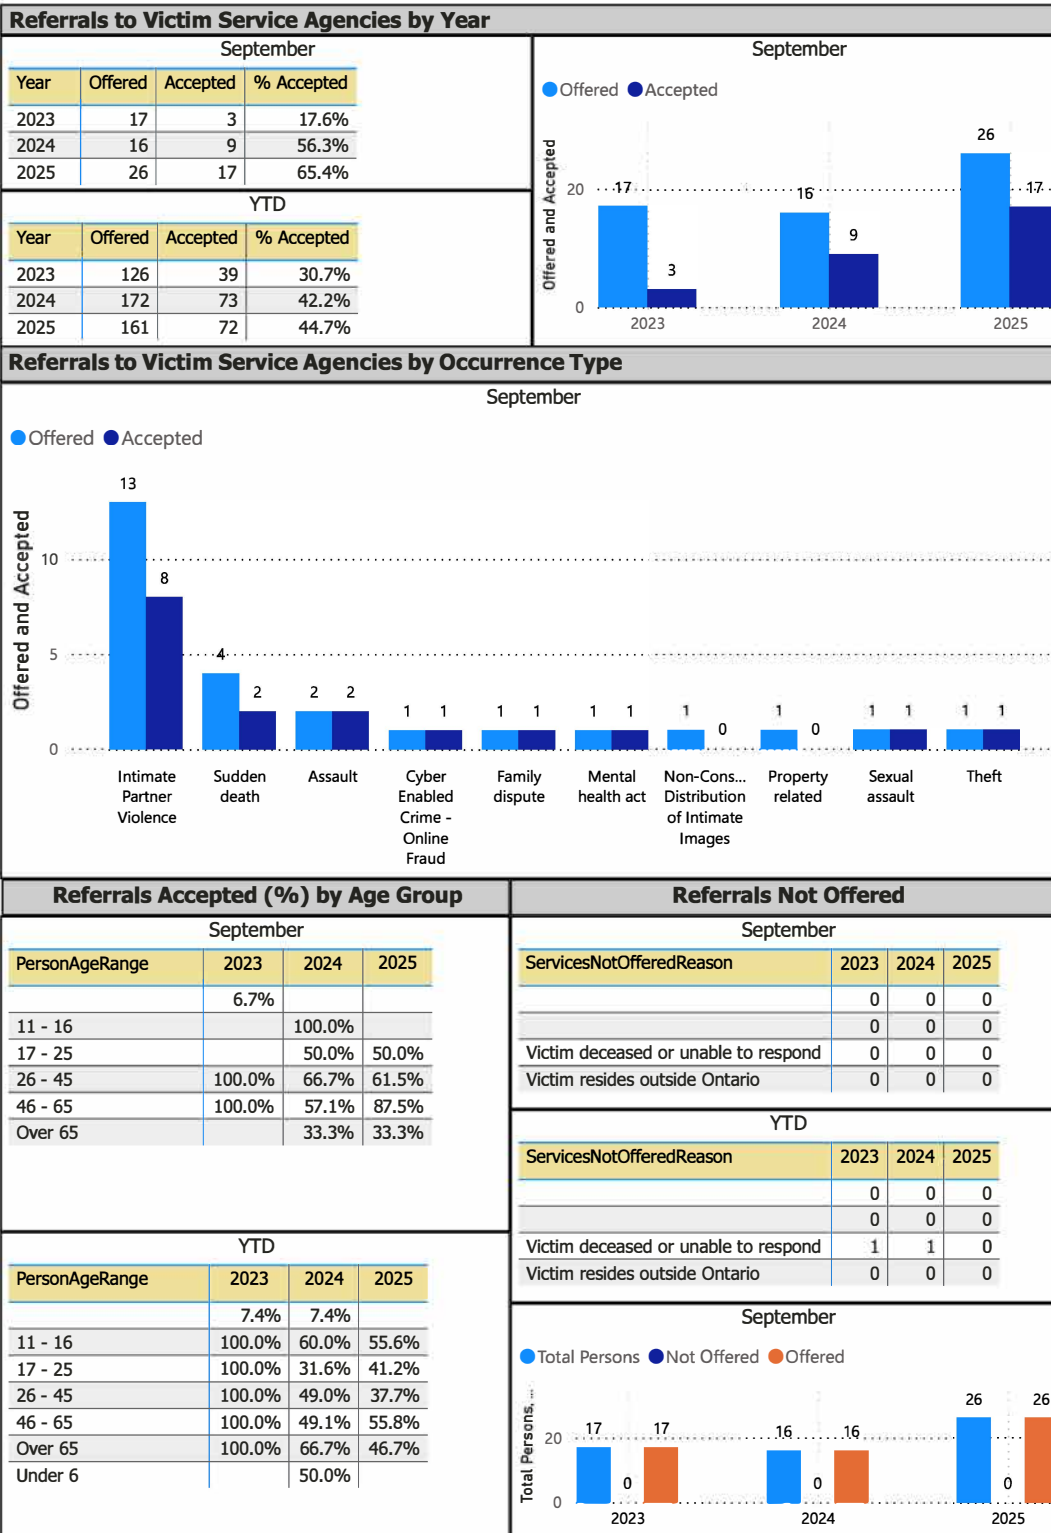 Referrals to Victim Service Agencies by Year
September
Year Offered Accepted % Accepted
2023 17 3 17.6%
2024 16 9 56.3%
2025 26 17 65.4%
YTD
Year Offered Accepted % Accepted
2023 126 39 30.7%
2024 172 73 42.2%
2025 161 72 44.7%
September
Offered Accepted
Offered and Accepted
20
0
17 3 16 9 26 17
2023 2024 2025
Referrals to Victim Service Agencies by Occurrence Type
September
Offered Accepted
Offered and Accepted
10
5
0
13 8 4 2 2 2 1 1 1 1 1 1 1 0 1 0 1 1 1 1
Intimate Partner Violence
Sudden death
Assault
Cyber Enabled Crime - Online Fraud
Family dispute
Mental health act
Non-Cons... Distribution of Intimate Images
Property related
Sexual assault
Theft
Referrals Accepted (%) by Age Group
September
PersonAgeRange 2023 2024 2025
6.7%
11 - 16 100.0%
17 - 25 50.0% 50.0%
26 - 45 100.0% 66.7% 61.5%
46 - 65 100.0% 57.1% 87.5%
Over 65 33.3% 33.3%
YTD
PersonAgeRange 2023 2024 2025
7.4% 7.4%
11 - 16 100.0% 60.0% 55.6%
17 - 25 100.0% 31.6% 41.2%
26 - 45 100.0% 49.0% 37.7%
46 - 65 100.0% 49.1% 55.8%
Over 65 100.0% 66.7% 46.7%
Under 6 50.0%
Referrals Not Offered
September
ServicesNotOfferedReason 2023 2024 2025
0 0 0
0 0 0
Victim deceased or unable to respond 0 0 0
Victim resides outside Ontario 0 0 0
YTD
ServicesNotOfferedReason 2023 2024 2025
0 0 0
0 0 0
Victim deceased or unable to respond 1 1 0
Victim resides outside Ontario 0 0 0
September
Total Persons Not Offered Offered
Total Persons, ...
20
0
17 0 17 16 0 16 26 0 26
2023 2024 2025